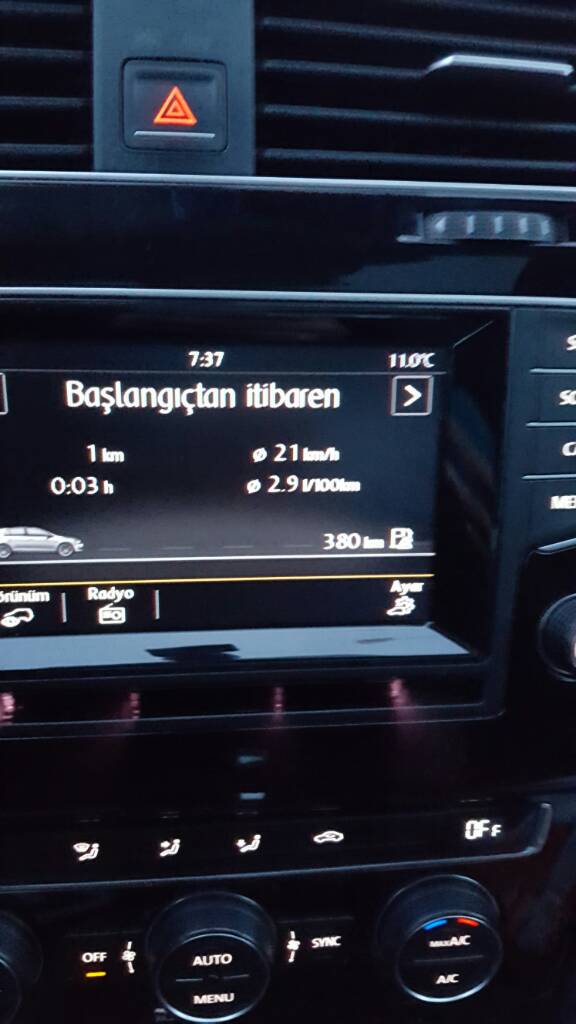 7:37 11.0°C
Başlangıçtan itibaren >
1 km ø 21 km/h
0:03 h ø 2.9 l/100km
380 km
Radyo Ayar
OFF
OFF AUTO SYNC MAX A/C
MENU A/C